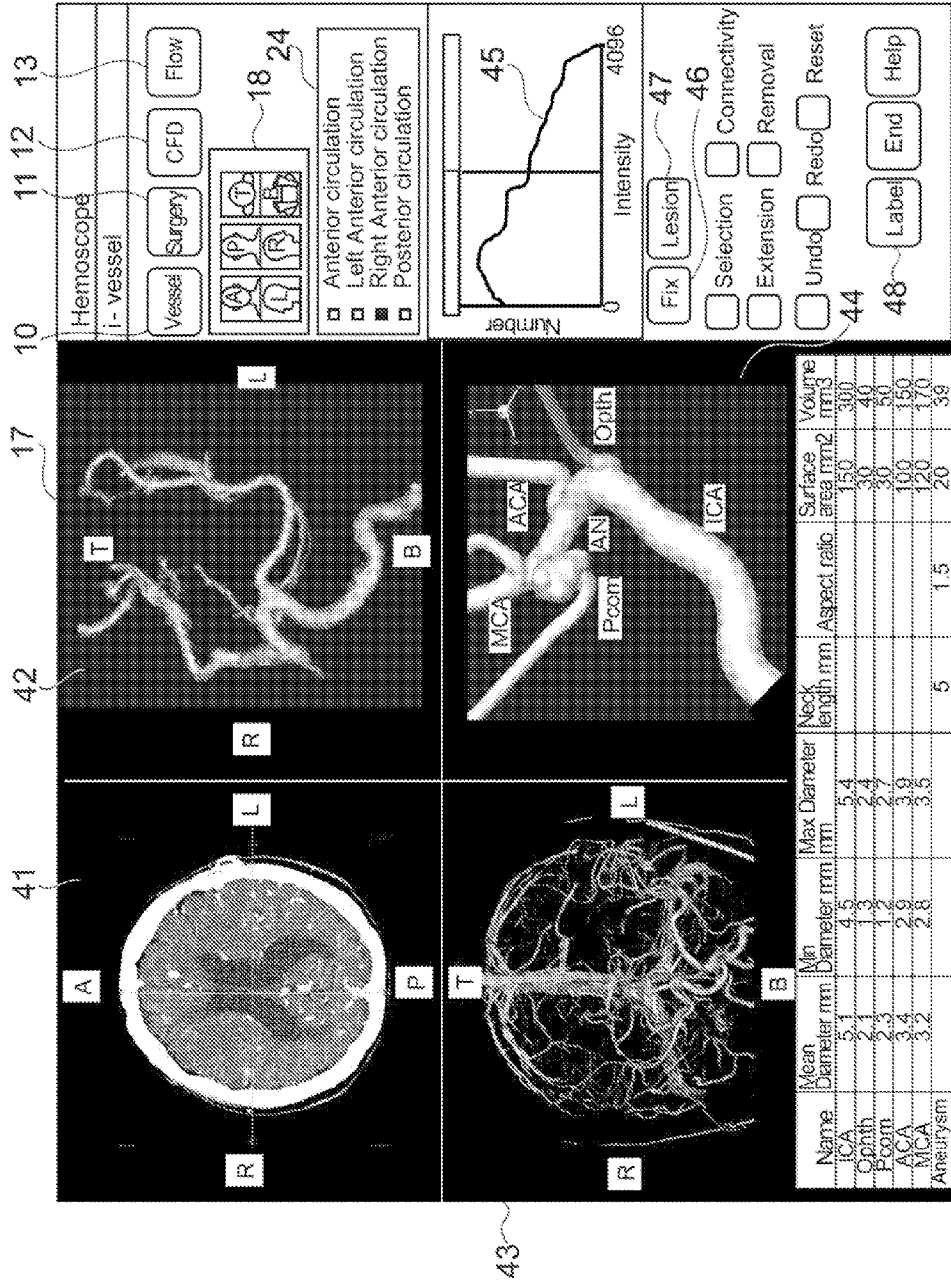 41 42 17 10 11 12 13
A
R
L
P
T
R
L
B
Hemoscope
i - vessel
Vessel Surgery CFD Flow
A P T
L R B
18
24
Anterior circulation
Left Anterior circulation
Right Anterior circulation
Posterior circulation
43
T
R
L
B
MCA
ACA
Opth
AN
Pcom
ICA
44
Number
0 Intensity 4096
45
Fix Lesion 47
46
Selection Connectivity
Extension Removal
Undo Redo Reset
48 Label End Help
Name Mean Diameter mm Min Diameter mm Max Diameter mm Neck length mm Aspect ratio Surface area mm2 Volume mm3
ICA 5.1 4.5 5.4 150 300
Ophth 2.1 1.3 2.4 30 40
Pcom 2.3 1.2 2.7 30 50
ACA 3.4 2.9 3.9 100 150
MCA 3.2 2.8 3.5 120 170
Aneurysm 5 1.5 20 39